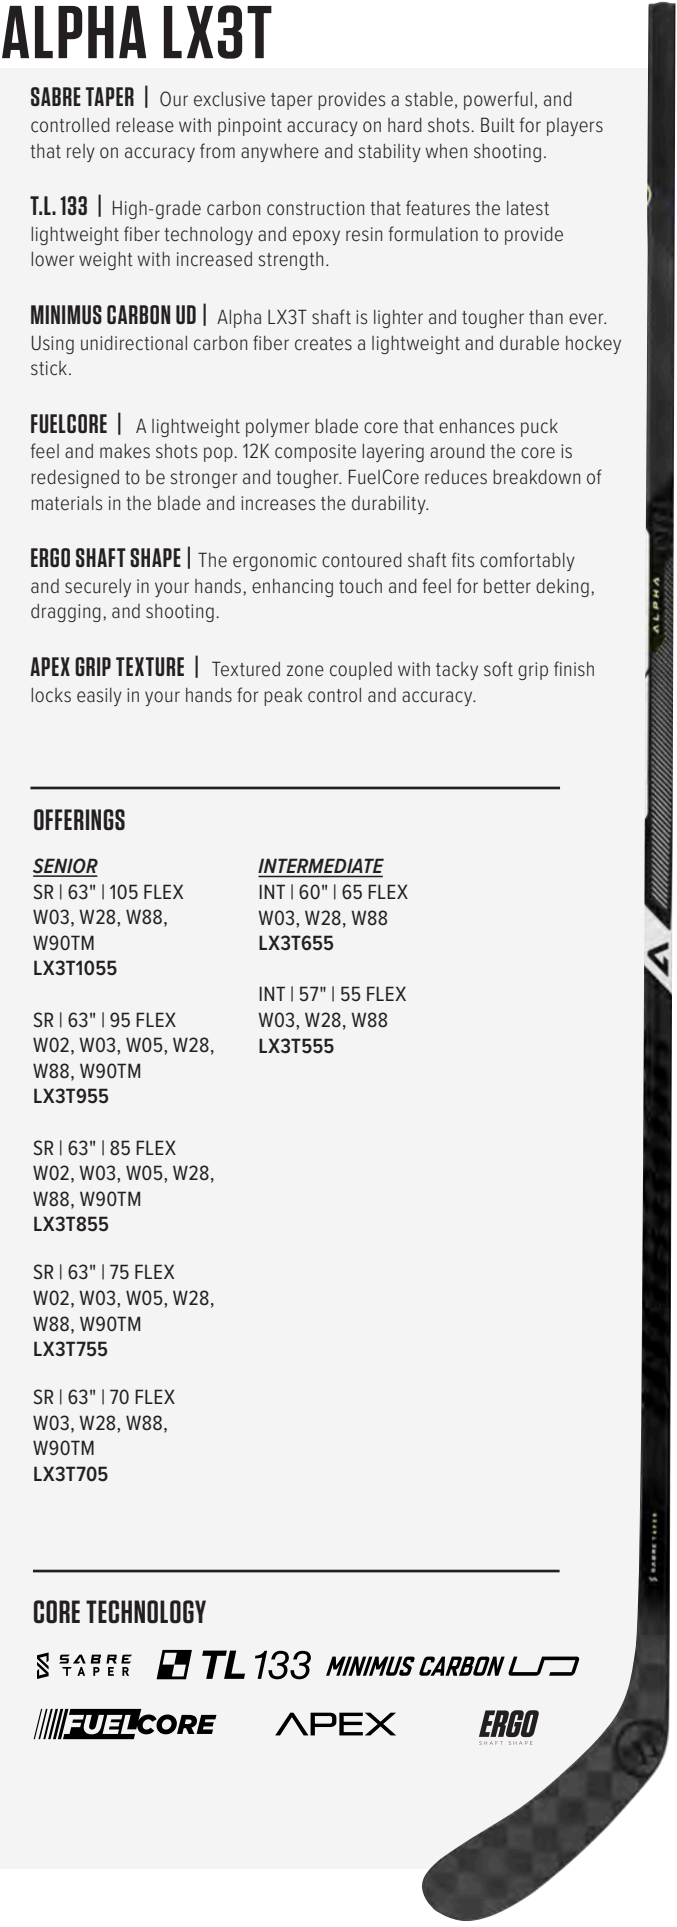 ALPHA LX3T
SABRE TAPER | Our exclusive taper provides a stable, powerful, and
controlled release with pinpoint accuracy on hard shots. Built for players
that rely on accuracy from anywhere and stability when shooting.
T.L. 133 | High-grade carbon construction that features the latest
lightweight fiber technology and epoxy resin formulation to provide
lower weight with increased strength.
MINIMUS CARBON UD | Alpha LX3T shaft is lighter and tougher than ever.
Using unidirectional carbon fiber creates a lightweight and durable hockey
stick.
FUELCORE | A lightweight polymer blade core that enhances puck
feel and makes shots pop. 12K composite layering around the core is
redesigned to be stronger and tougher. FuelCore reduces breakdown of
materials in the blade and increases the durability.
ERGO SHAFT SHAPE | The ergonomic contoured shaft fits comfortably
and securely in your hands, enhancing touch and feel for better deking,
dragging, and shooting.
APEX GRIP TEXTURE | Textured zone coupled with tacky soft grip finish
locks easily in your hands for peak control and accuracy.
OFFERINGS
SENIOR
SR | 63" | 105 FLEX
W03, W28, W88,
W90TM
LX3T1055
SR | 63" | 95 FLEX
W02, W03, W05, W28,
W88, W90TM
LX3T955
SR | 63" | 85 FLEX
W02, W03, W05, W28,
W88, W90TM
LX3T855
SR | 63" | 75 FLEX
W02, W03, W05, W28,
W88, W90TM
LX3T755
SR | 63" | 70 FLEX
W03, W28, W88,
W90TM
LX3T705
INTERMEDIATE
INT | 60" | 65 FLEX
W03, W28, W88
LX3T655
INT | 57" | 55 FLEX
W03, W28, W88
LX3T555
ALPHA
SABRE TAPER
CORE TECHNOLOGY
SABRE
TAPER
TL 133
MINIMUS CARBON UD
FUELCORE
APEX
ERGO
SHAFT SHAPE